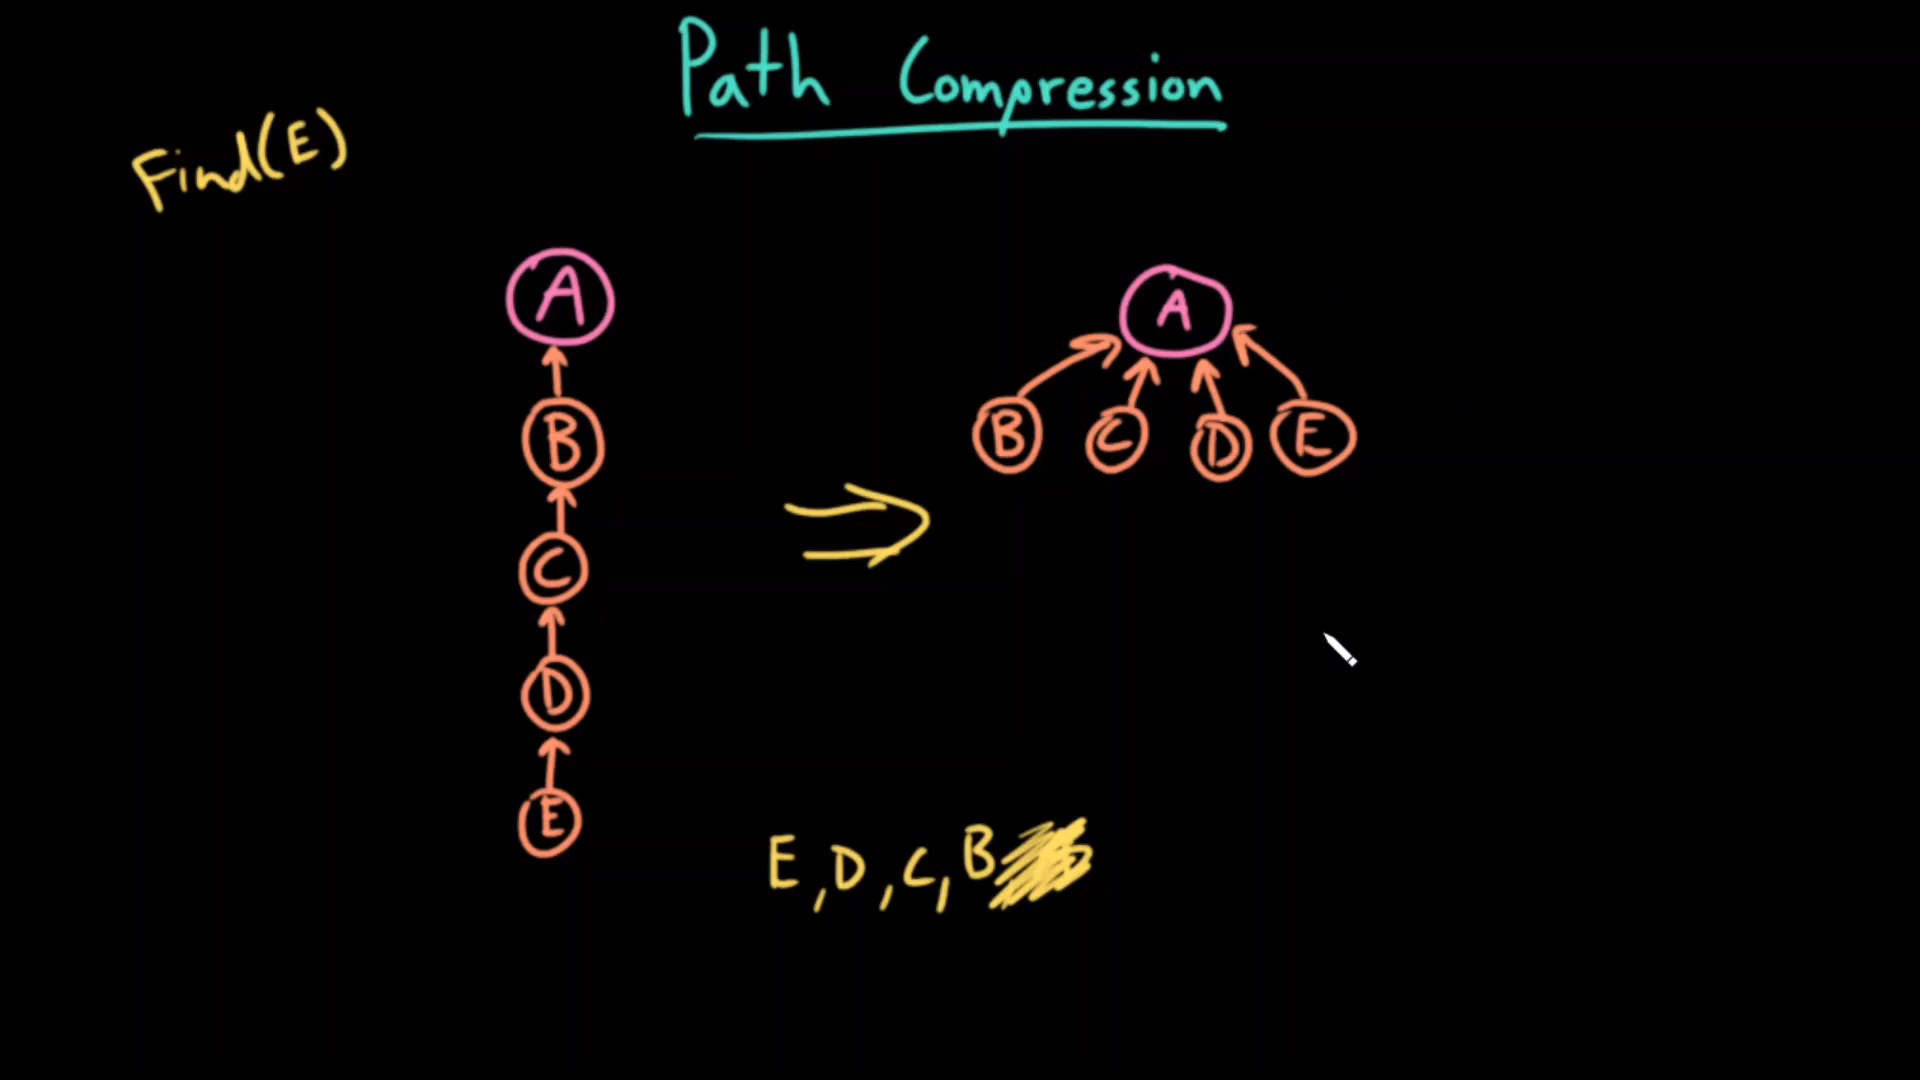 Path Compression
Find(E)
A
B
C
D
E
A
B C D E
E, D, C, B